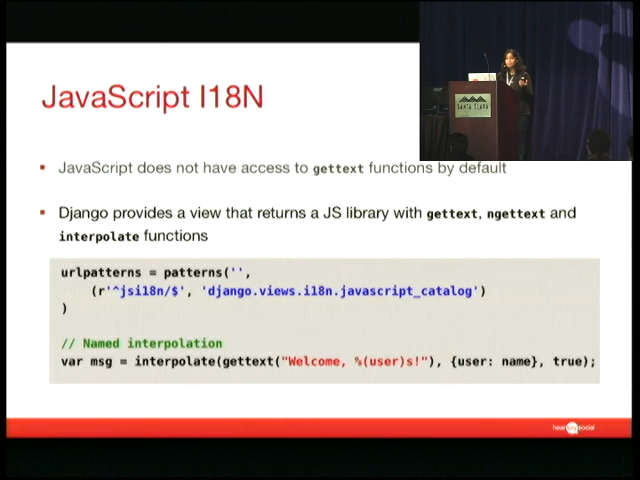 JavaScript I18N
SANTA CLARA
▪ JavaScript does not have access to gettext functions by default
▪ Django provides a view that returns a JS library with gettext, ngettext and
interpolate functions
urlpatterns = patterns('',
(r'^jsi18n/$', 'django.views.i18n.javascript_catalog')
)
// Named interpolation
var msg = interpolate(gettext("Welcome, %(user)s!"), {user: name}, true);